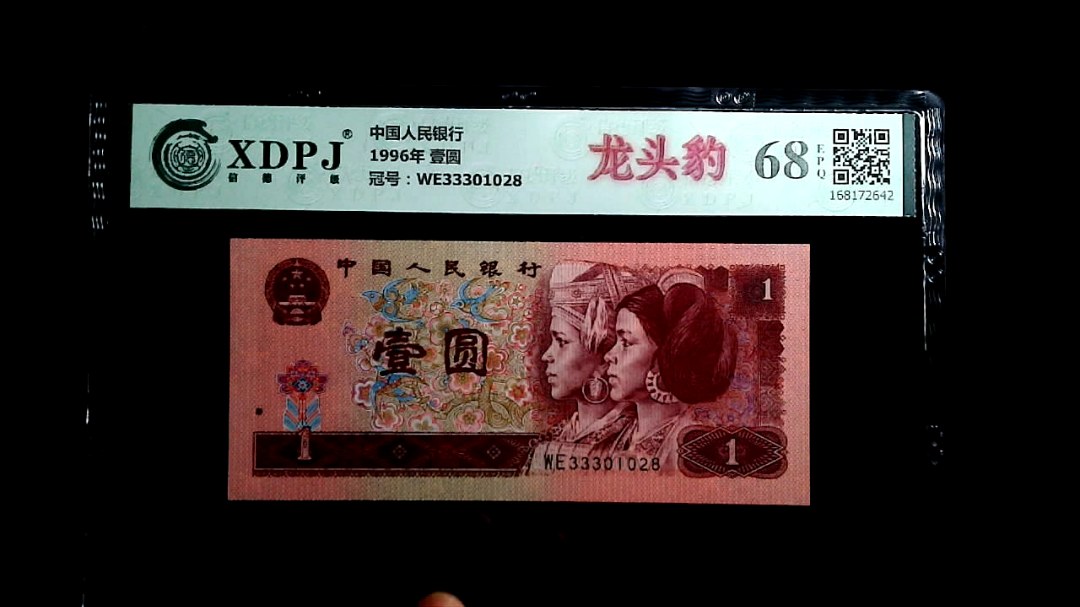 XDPJ®
信德评级
中国人民银行
1996年 壹圆
冠号：WE33301028
龙头豹
68
EPQ
168172642
中国人民银行
1
壹圆
1
WE33301028
1